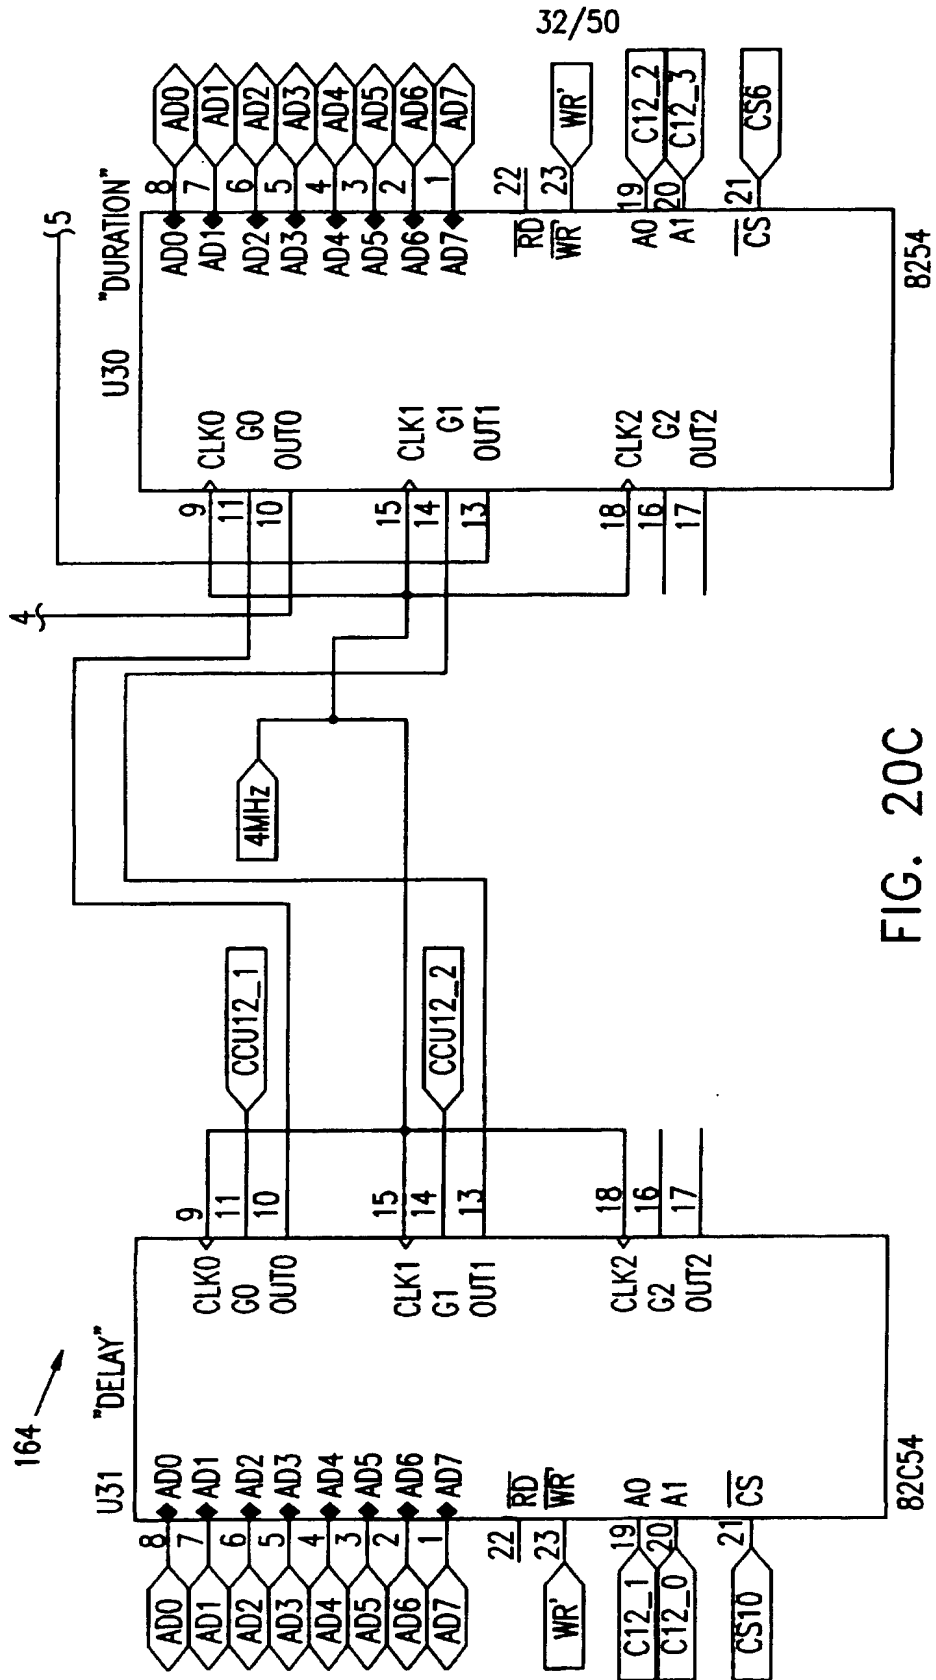 32/50
164
U31 "DELAY"
AD0 8 AD0
AD1 7 AD1
AD2 6 AD2
AD3 5 AD3
AD4 4 AD4
AD5 3 AD5
AD6 2 AD6
AD7 1 AD7
22 RD
WR' 23 WR
C12_1 19 A0
C12_0 20 A1
CS10 21 CS
82C54
CLK0 9
G0 11 CCU12_1
OUT0 10
CLK1 15
G1 14 CCU12_2
OUT1 13
CLK2 18
G2 16
OUT2 17
4MHz
4
5
U30 "DURATION"
9 CLK0
11 G0
10 OUT0
15 CLK1
14 G1
13 OUT1
18 CLK2
16 G2
17 OUT2
AD0 8 AD0
AD1 7 AD1
AD2 6 AD2
AD3 5 AD3
AD4 4 AD4
AD5 3 AD5
AD6 2 AD6
AD7 1 AD7
RD 22
WR 23 WR'
A0 19 C12_2
A1 20 C12_3
CS 21 CS6
8254
FIG. 20C